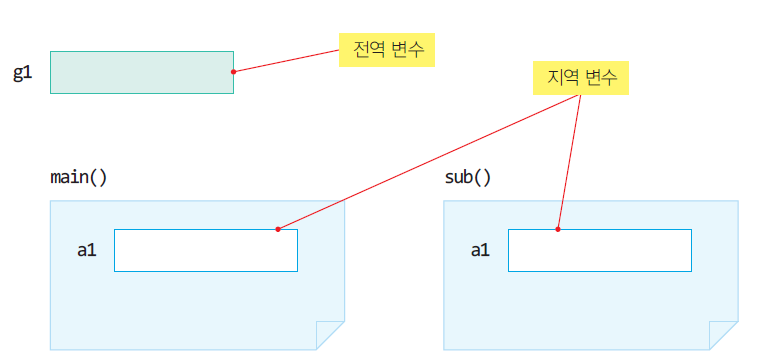 전역 변수
g1
지역 변수
main()
sub()
a1
a1